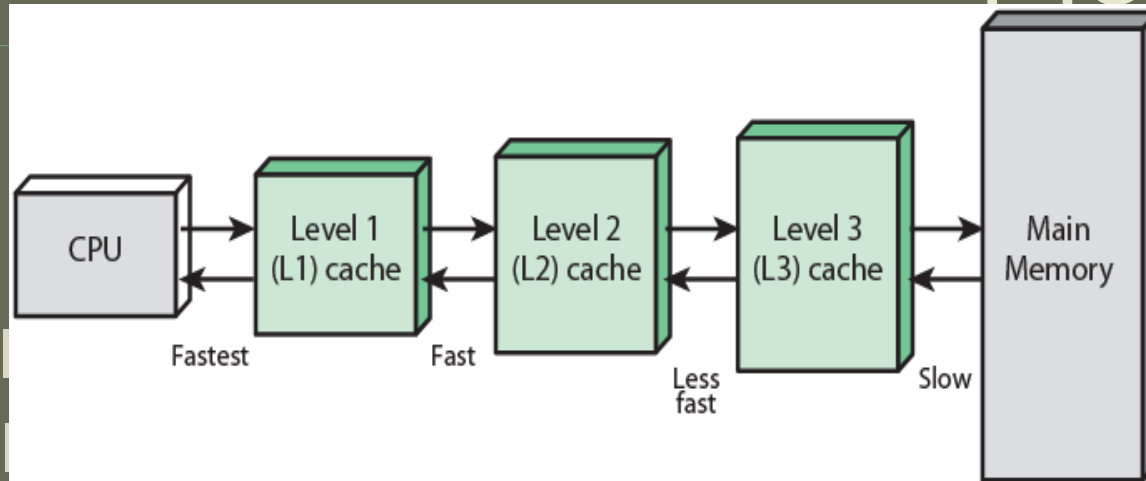 CPU
Level 1
(L1) cache
Level 2
(L2) cache
Level 3
(L3) cache
Main
Memory
Fastest
Fast
Less
fast
Slow